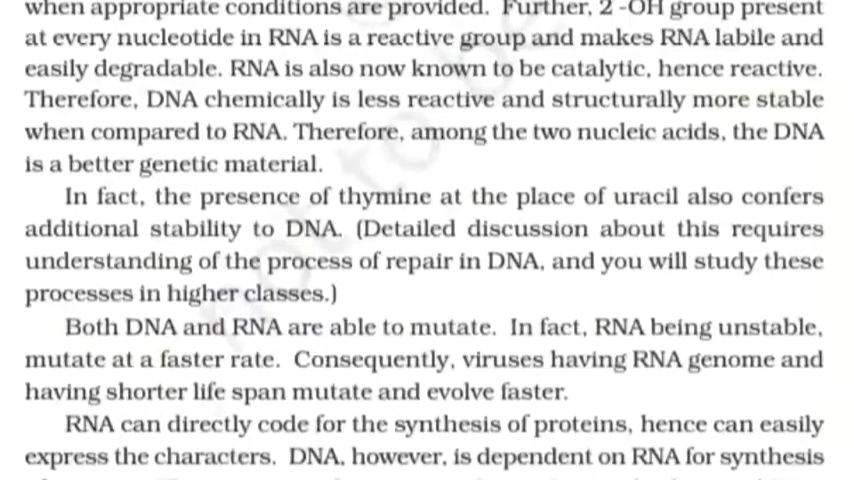 when appropriate conditions are provided. Further, 2 -OH group present
at every nucleotide in RNA is a reactive group and makes RNA labile and
easily degradable. RNA is also now known to be catalytic, hence reactive.
Therefore, DNA chemically is less reactive and structurally more stable
when compared to RNA. Therefore, among the two nucleic acids, the DNA
is a better genetic material.
In fact, the presence of thymine at the place of uracil also confers
additional stability to DNA. (Detailed discussion about this requires
understanding of the process of repair in DNA, and you will study these
processes in higher classes.)
Both DNA and RNA are able to mutate. In fact, RNA being unstable,
mutate at a faster rate. Consequently, viruses having RNA genome and
having shorter life span mutate and evolve faster.
RNA can directly code for the synthesis of proteins, hence can easily
express the characters. DNA, however, is dependent on RNA for synthesis
not to be